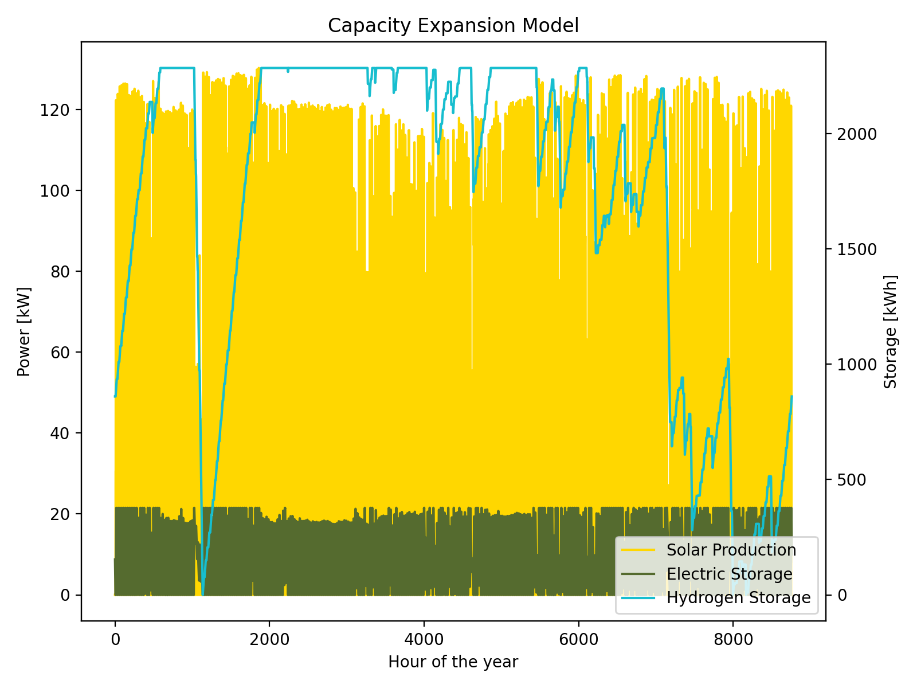 Capacity Expansion Model
120
100
80
60
40
20
0
Power [kW]
2000
1500
1000
500
0
Storage [kWh]
Solar Production
Electric Storage
Hydrogen Storage
0 2000 4000 6000 8000
Hour of the year